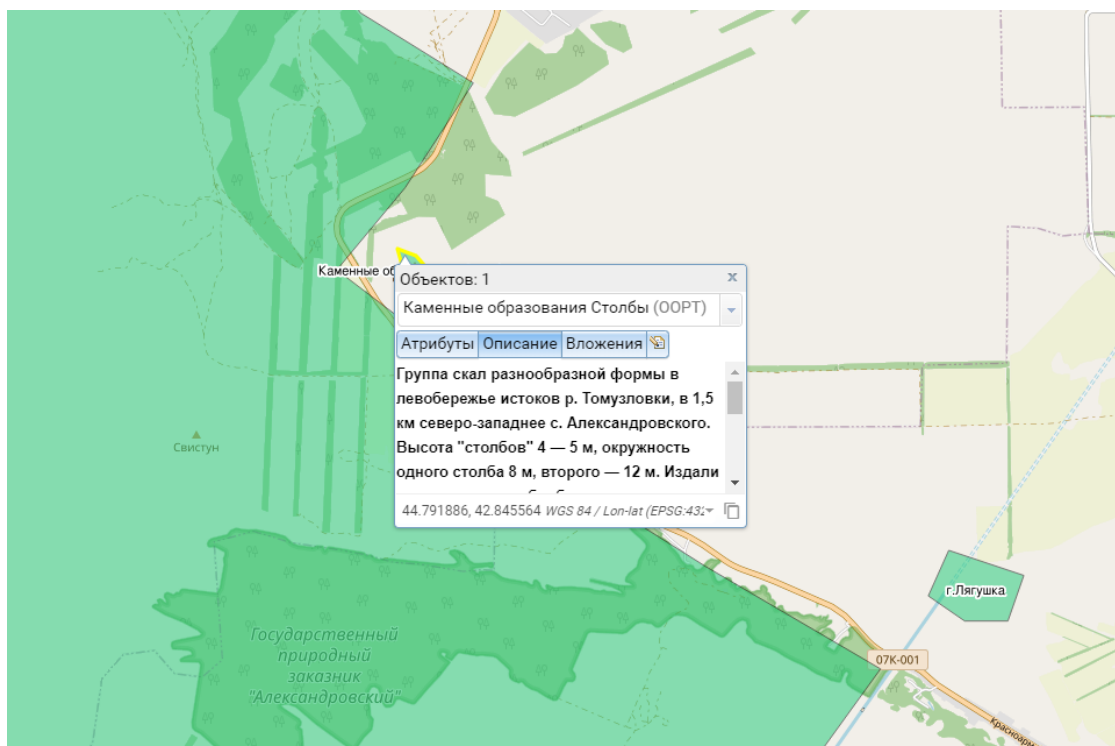 Каменные об
Объектов: 1
x
Каменные образования Столбы (ООРТ)
Атрибуты Описание Вложения
Группа скал разнообразной формы в
левобережье истоков р. Томузловки, в 1,5
км северо-западнее с. Александровского.
Высота "столбов" 4 — 5 м, окружность
одного столба 8 м, второго — 12 м. Издали
44.791886, 42.845564 WGS 84 / Lon-lat (EPSG:432
Свистун
г.Лягушка
Государственный
природный
заказник
"Александровский"
07К-001
Красноарм